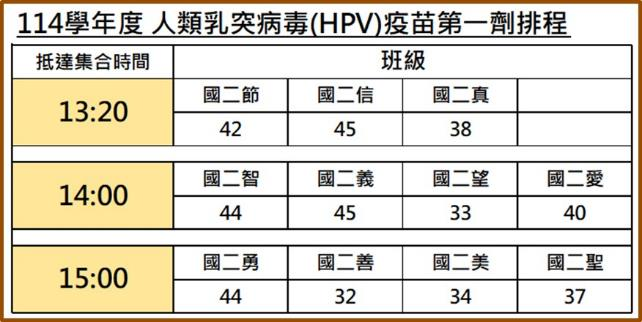 114學年度 人類乳突病毒(HPV)疫苗第一劑排程
抵達集合時間 班級
13:20 國二節 國二信 國二真
42 45 38
14:00 國二智 國二義 國二望 國二愛
44 45 33 40
15:00 國二勇 國二善 國二美 國二聖
44 32 34 37